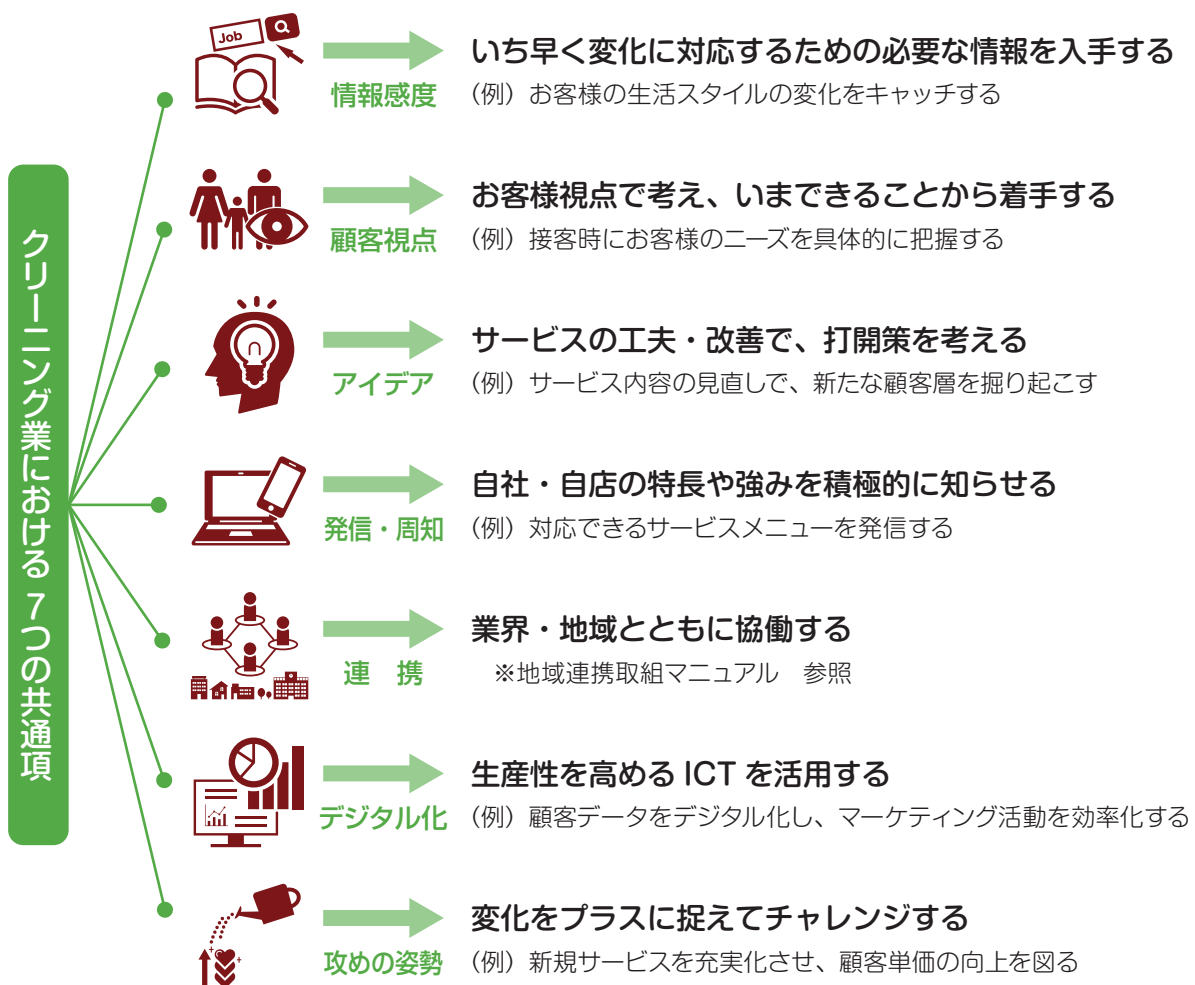 クリーニング業における 7つの共通項
Job
情報感度
いち早く変化に対応するための必要な情報を入手する
（例）お客様の生活スタイルの変化をキャッチする
顧客視点
お客様視点で考え、いまできることから着手する
（例）接客時にお客様のニーズを具体的に把握する
アイデア
サービスの工夫・改善で、打開策を考える
（例）サービス内容の見直しで、新たな顧客層を掘り起こす
発信・周知
自社・自店の特長や強みを積極的に知らせる
（例）対応できるサービスメニューを発信する
連　携
業界・地域とともに協働する
※地域連携取組マニュアル　参照
デジタル化
生産性を高める ICT を活用する
（例）顧客データをデジタル化し、マーケティング活動を効率化する
攻めの姿勢
変化をプラスに捉えてチャレンジする
（例）新規サービスを充実化させ、顧客単価の向上を図る